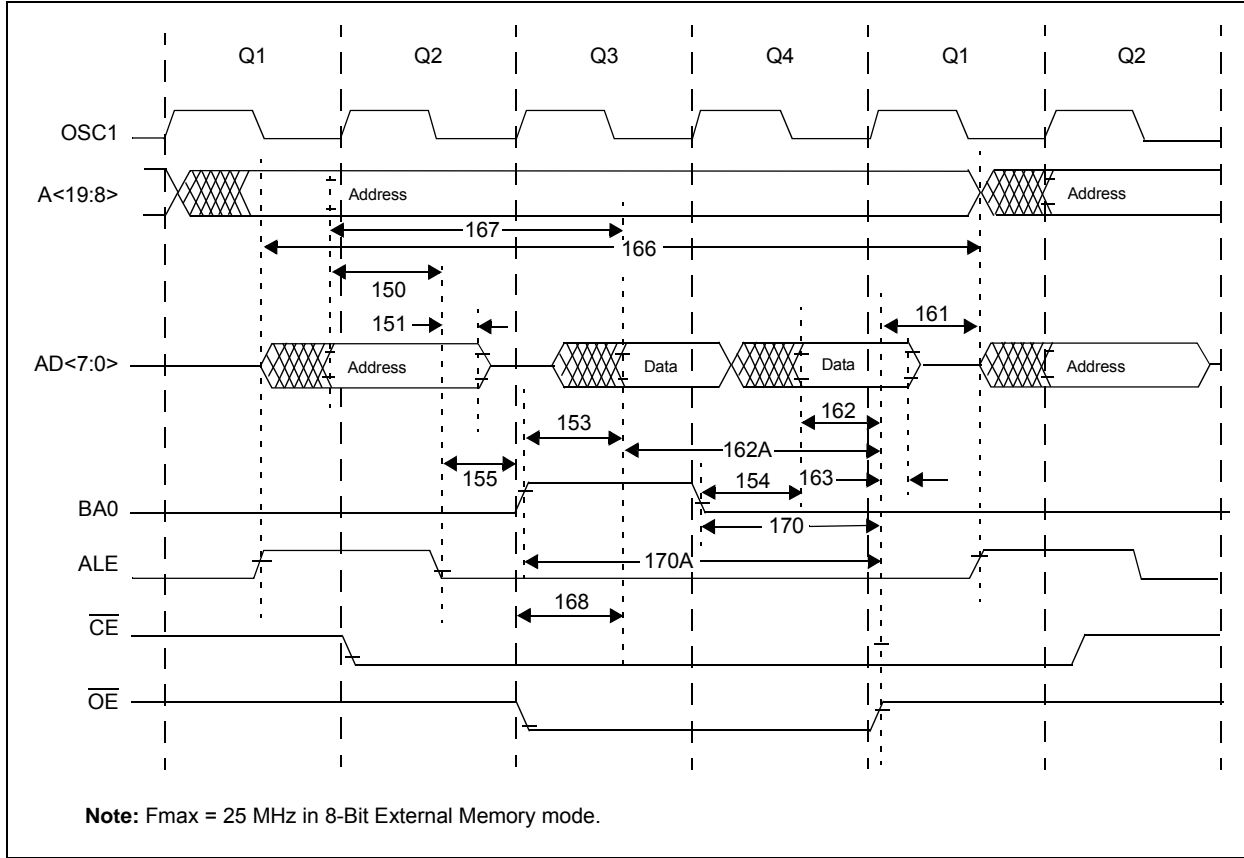 Q1 Q2 Q3 Q4 Q1 Q2
OSC1
A<19:8> Address Address
167
166
150
151 161
AD<7:0> Address Data Data Address
162
153
162A
155 154 163
BA0
170
ALE 170A
168
CE
OE
Note: Fmax = 25 MHz in 8-Bit External Memory mode.